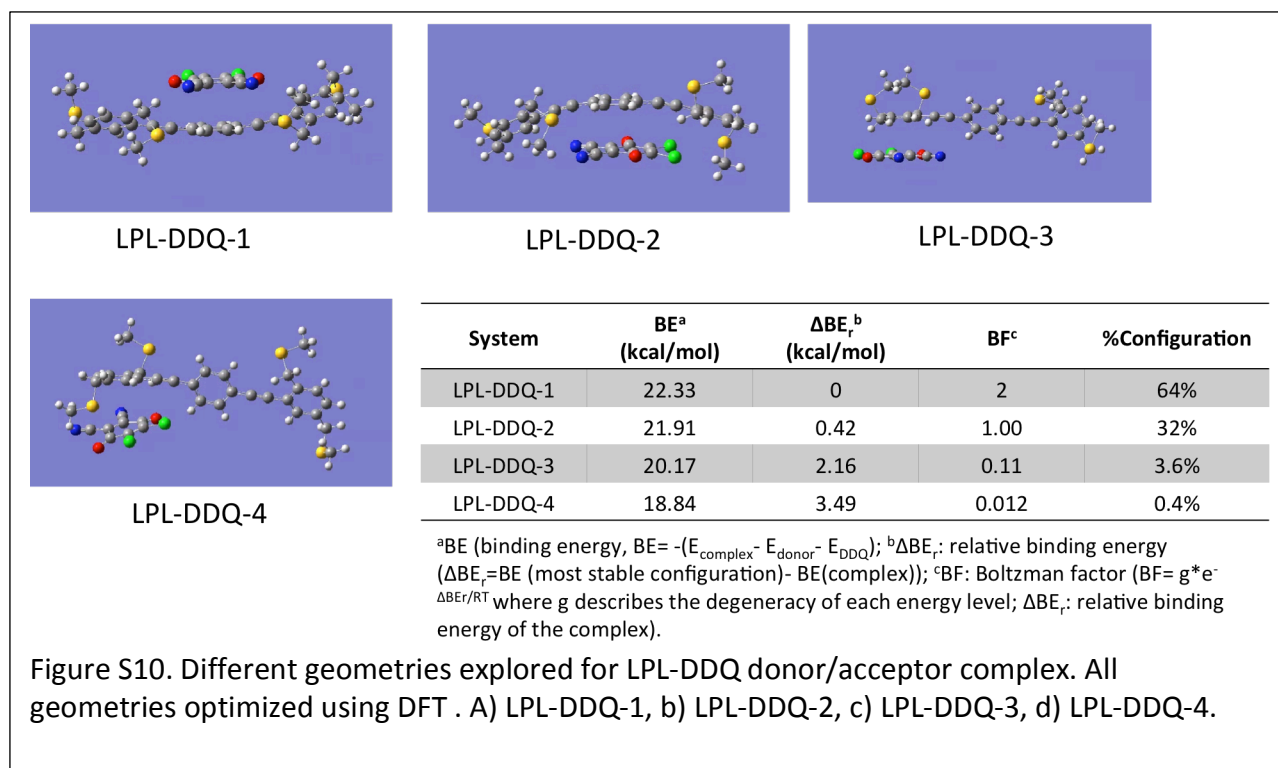 LPL-DDQ-1
LPL-DDQ-2
LPL-DDQ-3
LPL-DDQ-4
System BEᵃ (kcal/mol) ΔBEᵣᵇ (kcal/mol) BFᶜ %Configuration
LPL-DDQ-1 22.33 0 2 64%
LPL-DDQ-2 21.91 0.42 1.00 32%
LPL-DDQ-3 20.17 2.16 0.11 3.6%
LPL-DDQ-4 18.84 3.49 0.012 0.4%
ᵃBE (binding energy, BE= -(E_complex- E_donor- E_DDQ); ᵇΔBEᵣ: relative binding energy
(ΔBEᵣ=BE (most stable configuration)- BE(complex)); ᶜBF: Boltzman factor (BF= g*e⁻
^ΔBEr/RT where g describes the degeneracy of each energy level; ΔBEᵣ: relative binding
energy of the complex).
Figure S10. Different geometries explored for LPL-DDQ donor/acceptor complex. All
geometries optimized using DFT . A) LPL-DDQ-1, b) LPL-DDQ-2, c) LPL-DDQ-3, d) LPL-DDQ-4.